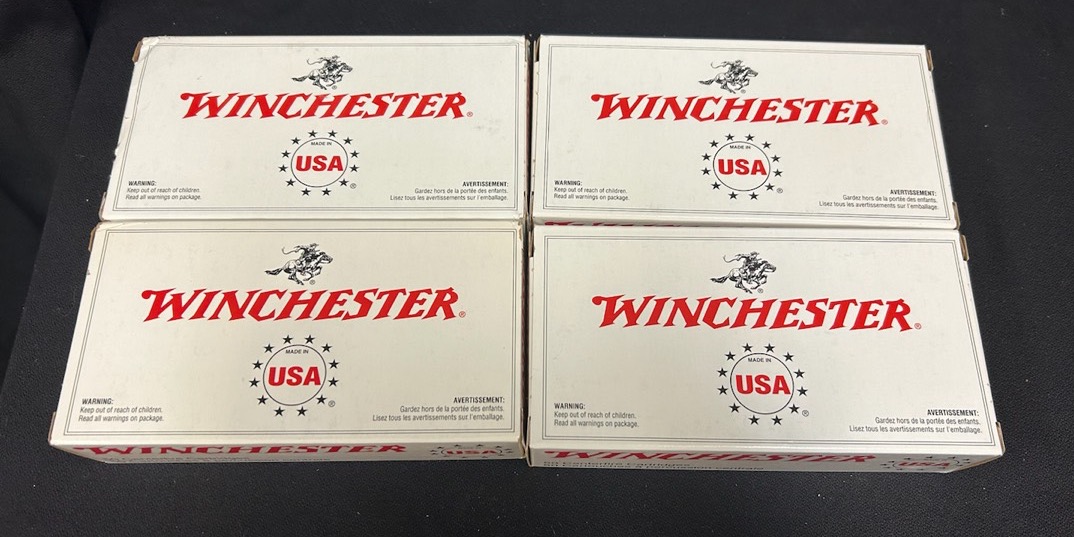 WINCHESTER®
MADE IN
USA
®
WARNING:
Keep out of reach of children.
Read all warnings on package.
AVERTISSEMENT:
Gardez hors de la portée des enfants.
Lisez tous les avertissements sur l'emballage.
WINCHESTER®
MADE IN
USA
®
WARNING:
Keep out of reach of children.
Read all warnings on package.
AVERTISSEMENT:
Gardez hors de la portée des enfants.
Lisez tous les avertissements sur l'emballage.
WINCHESTER®
MADE IN
USA
®
WARNING:
Keep out of reach of children.
Read all warnings on package.
AVERTISSEMENT:
Gardez hors de la portée des enfants.
Lisez tous les avertissements sur l'emballage.
WINCHESTER
USA
WINCHESTER®
MADE IN
USA
®
WARNING:
Keep out of reach of children.
Read all warnings on package.
AVERTISSEMENT:
Gardez hors de la portée des enfants.
Lisez tous les avertissements sur l'emballage.
WINCHESTER
USA
Centerfire Cartridges